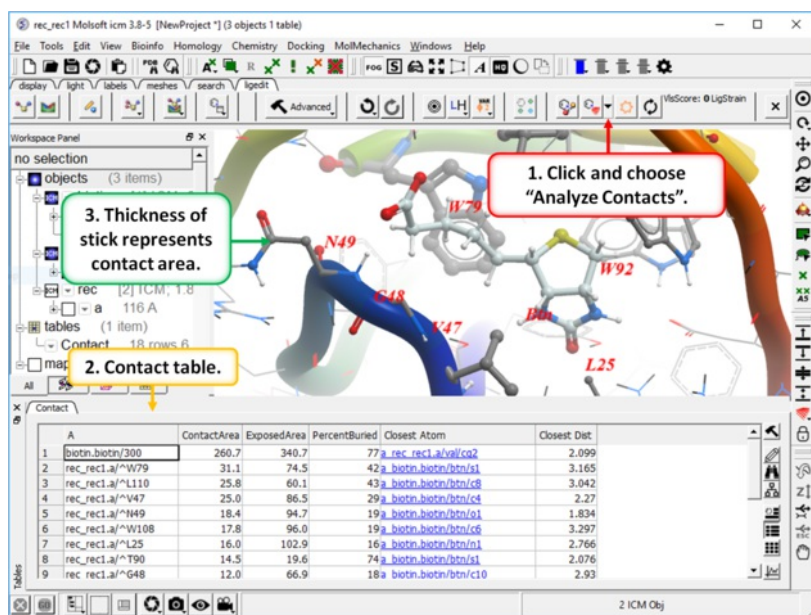 rec_rec1 Molsoft icm 3.8-5 [NewProject *] (3 objects 1 table)
File Tools Edit View Bioinfo Homology Chemistry Docking MolMechanics Windows Help
display light labels meshes search ligedit
Advanced
VlsScore: 0 LigStrain
Workspace Panel
no selection
objects (3 items)
1. Click and choose
"Analyze Contacts".
3. Thickness of
stick represents
contact area.
W79
N49
W92
G48
Btn
V47
L25
rec [2] ICM; 1.8
a 116 A
tables (1 item)
Contact 18 rows 6
map
All
2. Contact table.
Contact
A ContactArea ExposedArea PercentBuried Closest Atom Closest Dist
1 biotin.biotin/300 260.7 340.7 77 a_rec_rec1.a/val/cg2 2.099
2 rec_rec1.a/^W79 31.1 74.5 42 a_biotin.biotin/btn/s1 3.165
3 rec_rec1.a/^L110 25.8 60.1 43 a_biotin.biotin/btn/c8 3.042
4 rec_rec1.a/^V47 25.0 86.5 29 a_biotin.biotin/btn/c4 2.27
5 rec_rec1.a/^N49 18.4 94.7 19 a_biotin.biotin/btn/o1 1.834
6 rec_rec1.a/^W108 17.8 96.0 19 a_biotin.biotin/btn/c6 3.297
7 rec_rec1.a/^L25 16.0 102.9 16 a_biotin.biotin/btn/n1 2.766
8 rec_rec1.a/^T90 14.5 19.6 74 a_biotin.biotin/btn/s1 2.076
9 rec_rec1.a/^G48 12.0 66.9 18 a_biotin.biotin/btn/c10 2.93
Tables
2 ICM Obj